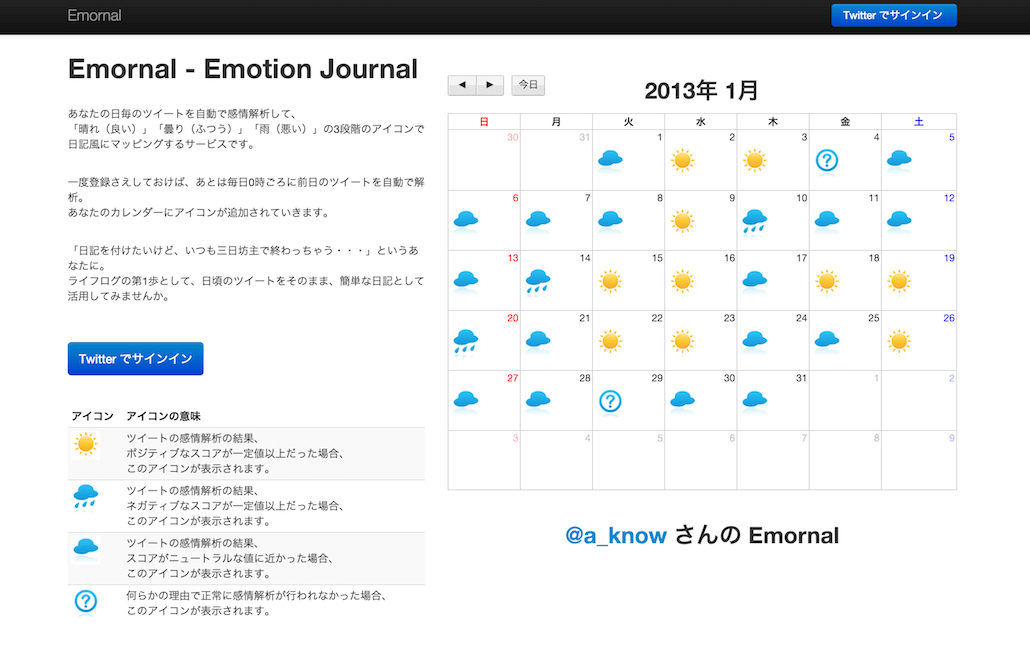 Emornal
Twitter でサインイン
Emornal - Emotion Journal
あなたの日毎のツイートを自動で感情解析して、
「晴れ（良い）」「曇り（ふつう）」「雨（悪い）」の3段階のアイコンで
日記風にマッピングするサービスです。
一度登録さえしておけば、あとは毎日0時ごろに前日のツイートを自動で解
析。
あなたのカレンダーにアイコンが追加されていきます。
「日記を付けたいけど、いつも三日坊主で終わっちゃう・・・」というあ
なたに。
ライフログの第1歩として、日頃のツイートをそのまま、簡単な日記として
活用してみませんか。
Twitter でサインイン
アイコン アイコンの意味
ツイートの感情解析の結果、
ポジティブなスコアが一定値以上だった場合、
このアイコンが表示されます。
ツイートの感情解析の結果、
ネガティブなスコアが一定値以上だった場合、
このアイコンが表示されます。
ツイートの感情解析の結果、
スコアがニュートラルな値に近かった場合、
このアイコンが表示されます。
?
何らかの理由で正常に感情解析が行われなかった場合、
このアイコンが表示されます。
◀ ▶ 今日
2013年 1月
日 月 火 水 木 金 土
30 31 1 2 3 4 5
?
6 7 8 9 10 11 12
13 14 15 16 17 18 19
20 21 22 23 24 25 26
27 28 29 30 31 1 2
?
3 4 5 6 7 8 9
@a_know さんの Emornal